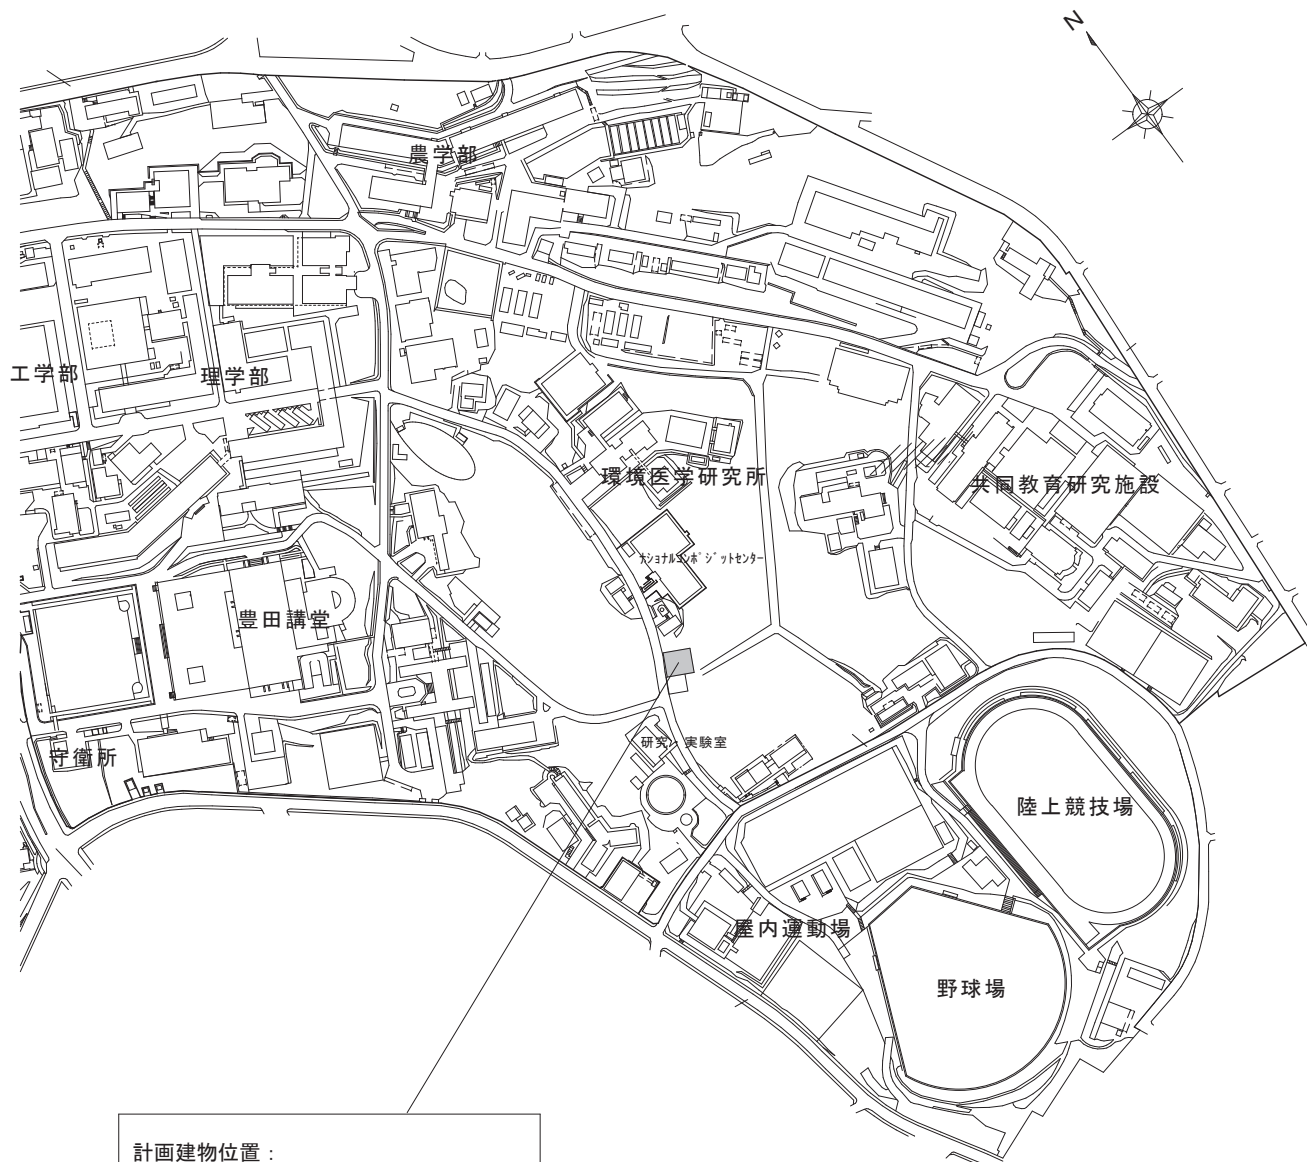 N
農学部
工学部
理学部
環境医学研究所
共同教育研究施設
ナショナルコンポジットセンター
豊田講堂
研究・実験室
守衛所
陸上競技場
屋内運動場
野球場
計画建物位置：